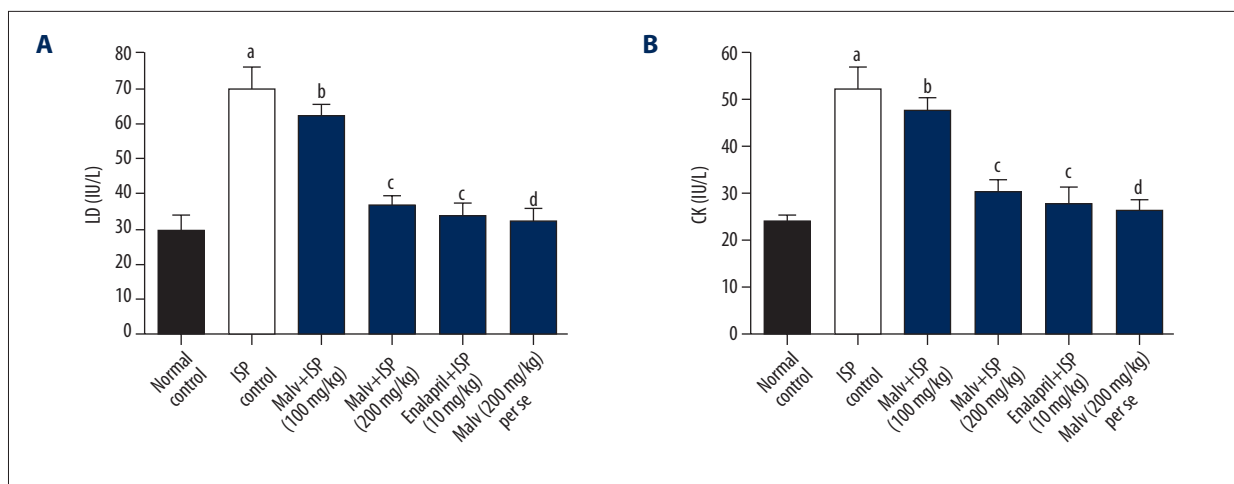 A
LD (IU/L)
80
70
60
50
40
30
20
10
0
a
b
c
c
d
Normal
control
ISP
control
Malv+ISP
(100 mg/kg)
Malv+ISP
(200 mg/kg)
Enalapril+ISP
(10 mg/kg)
Malv (200 mg/kg)
per se
B
CK (IU/L)
60
50
40
30
20
10
0
a
b
c
c
d
Normal
control
ISP
control
Malv+ISP
(100 mg/kg)
Malv+ISP
(200 mg/kg)
Enalapril+ISP
(10 mg/kg)
Malv (200 mg/kg)
per se